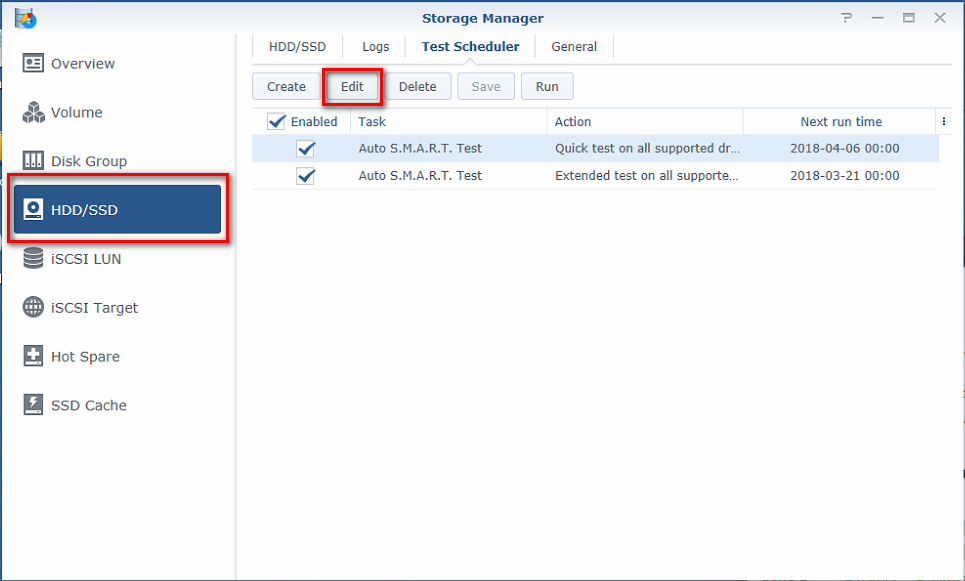 Storage Manager
Overview
Volume
Disk Group
HDD/SSD
iSCSI LUN
iSCSI Target
Hot Spare
SSD Cache
HDD/SSD Logs Test Scheduler General
Create Edit Delete Save Run
Enabled Task Action Next run time
Auto S.M.A.R.T. Test Quick test on all supported dr... 2018-04-06 00:00
Auto S.M.A.R.T. Test Extended test on all supporte... 2018-03-21 00:00